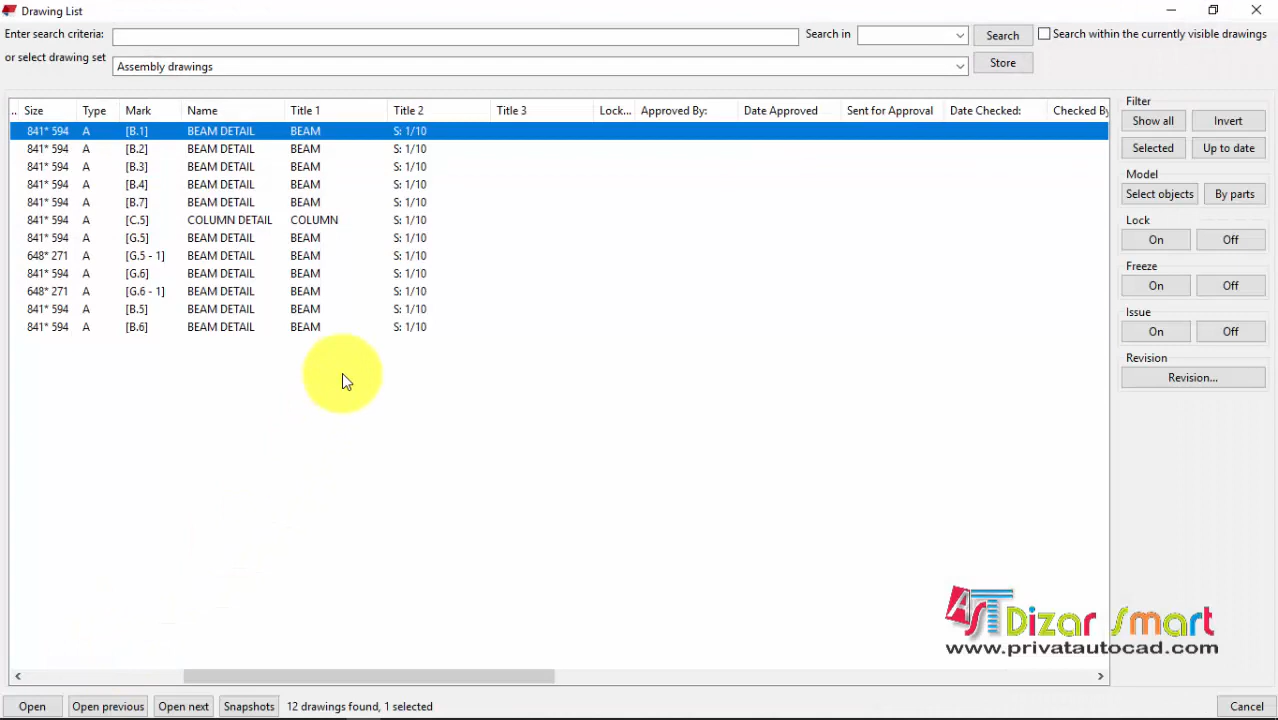 Drawing List
Enter search criteria: Search in Search Search within the currently visible drawings
or select drawing set Assembly drawings Store
.. Size Type Mark Name Title 1 Title 2 Title 3 Lock... Approved By: Date Approved Sent for Approval Date Checked: Checked By
841* 594 A [B.1] BEAM DETAIL BEAM S: 1/10
841* 594 A [B.2] BEAM DETAIL BEAM S: 1/10
841* 594 A [B.3] BEAM DETAIL BEAM S: 1/10
841* 594 A [B.4] BEAM DETAIL BEAM S: 1/10
841* 594 A [B.7] BEAM DETAIL BEAM S: 1/10
841* 594 A [C.5] COLUMN DETAIL COLUMN S: 1/10
841* 594 A [G.5] BEAM DETAIL BEAM S: 1/10
648* 271 A [G.5 - 1] BEAM DETAIL BEAM S: 1/10
841* 594 A [G.6] BEAM DETAIL BEAM S: 1/10
648* 271 A [G.6 - 1] BEAM DETAIL BEAM S: 1/10
841* 594 A [B.5] BEAM DETAIL BEAM S: 1/10
841* 594 A [B.6] BEAM DETAIL BEAM S: 1/10
Filter
Show all Invert
Selected Up to date
Model
Select objects By parts
Lock
On Off
Freeze
On Off
Issue
On Off
Revision
Revision...
AST Dizar Smart
www.privatautocad.com
Open Open previous Open next Snapshots 12 drawings found, 1 selected Cancel